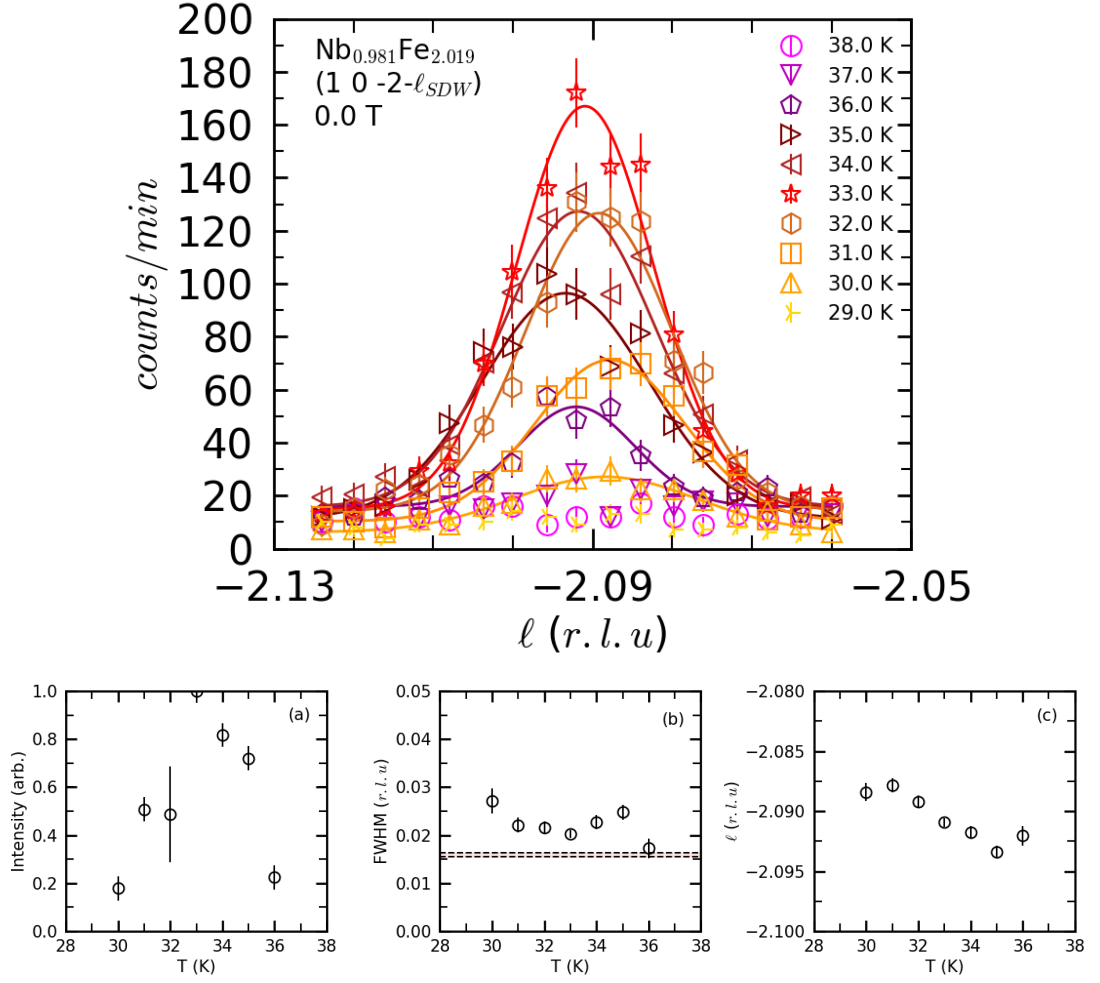 200
180
160
140
120
100
80
60
40
20
0
counts/min
Nb0.981Fe2.019
(1 0 -2-ℓSDW)
0.0 T
38.0 K
37.0 K
36.0 K
35.0 K
34.0 K
33.0 K
32.0 K
31.0 K
30.0 K
29.0 K
−2.13 −2.09 −2.05
ℓ (r.l.u)
1.0
0.8
0.6
0.4
0.2
0.0
Intensity (arb.)
(a)
28 30 32 34 36 38
T (K)
0.05
0.04
0.03
0.02
0.01
0.00
FWHM (r.l.u)
(b)
28 30 32 34 36 38
T (K)
−2.080
−2.085
−2.090
−2.095
−2.100
ℓ (r.l.u)
(c)
28 30 32 34 36 38
T (K)